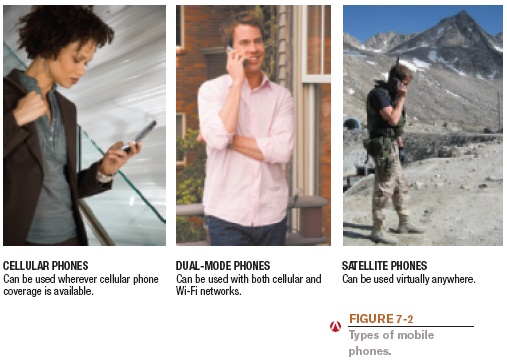 CELLULAR PHONES
Can be used wherever cellular phone
coverage is available.
DUAL-MODE PHONES
Can be used with both cellular and
Wi-Fi networks.
SATELLITE PHONES
Can be used virtually anywhere.
FIGURE 7-2
Types of mobile
phones.